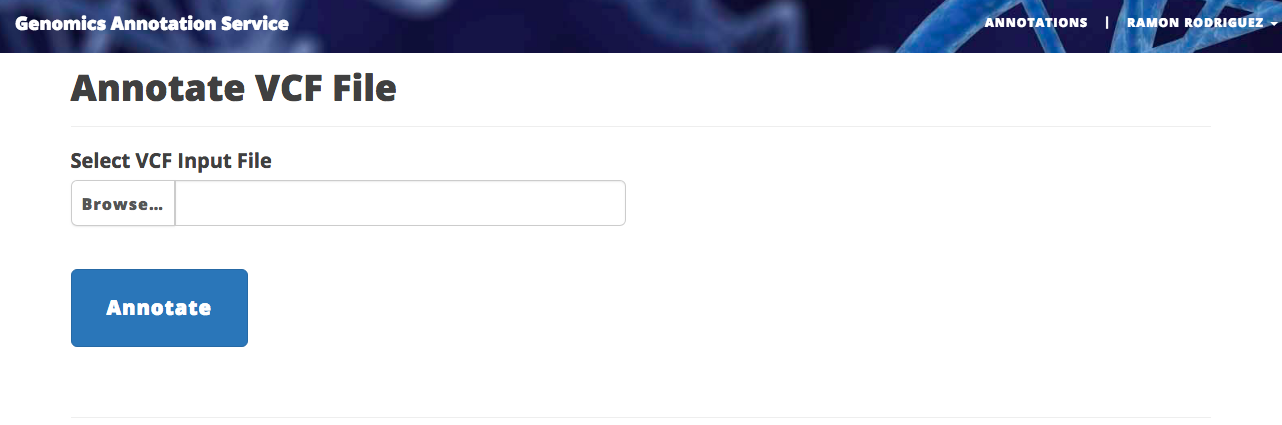 Genomics Annotation Service
ANNOTATIONS | RAMON RODRIGUEZ
Annotate VCF File
Select VCF Input File
Browse...
Annotate